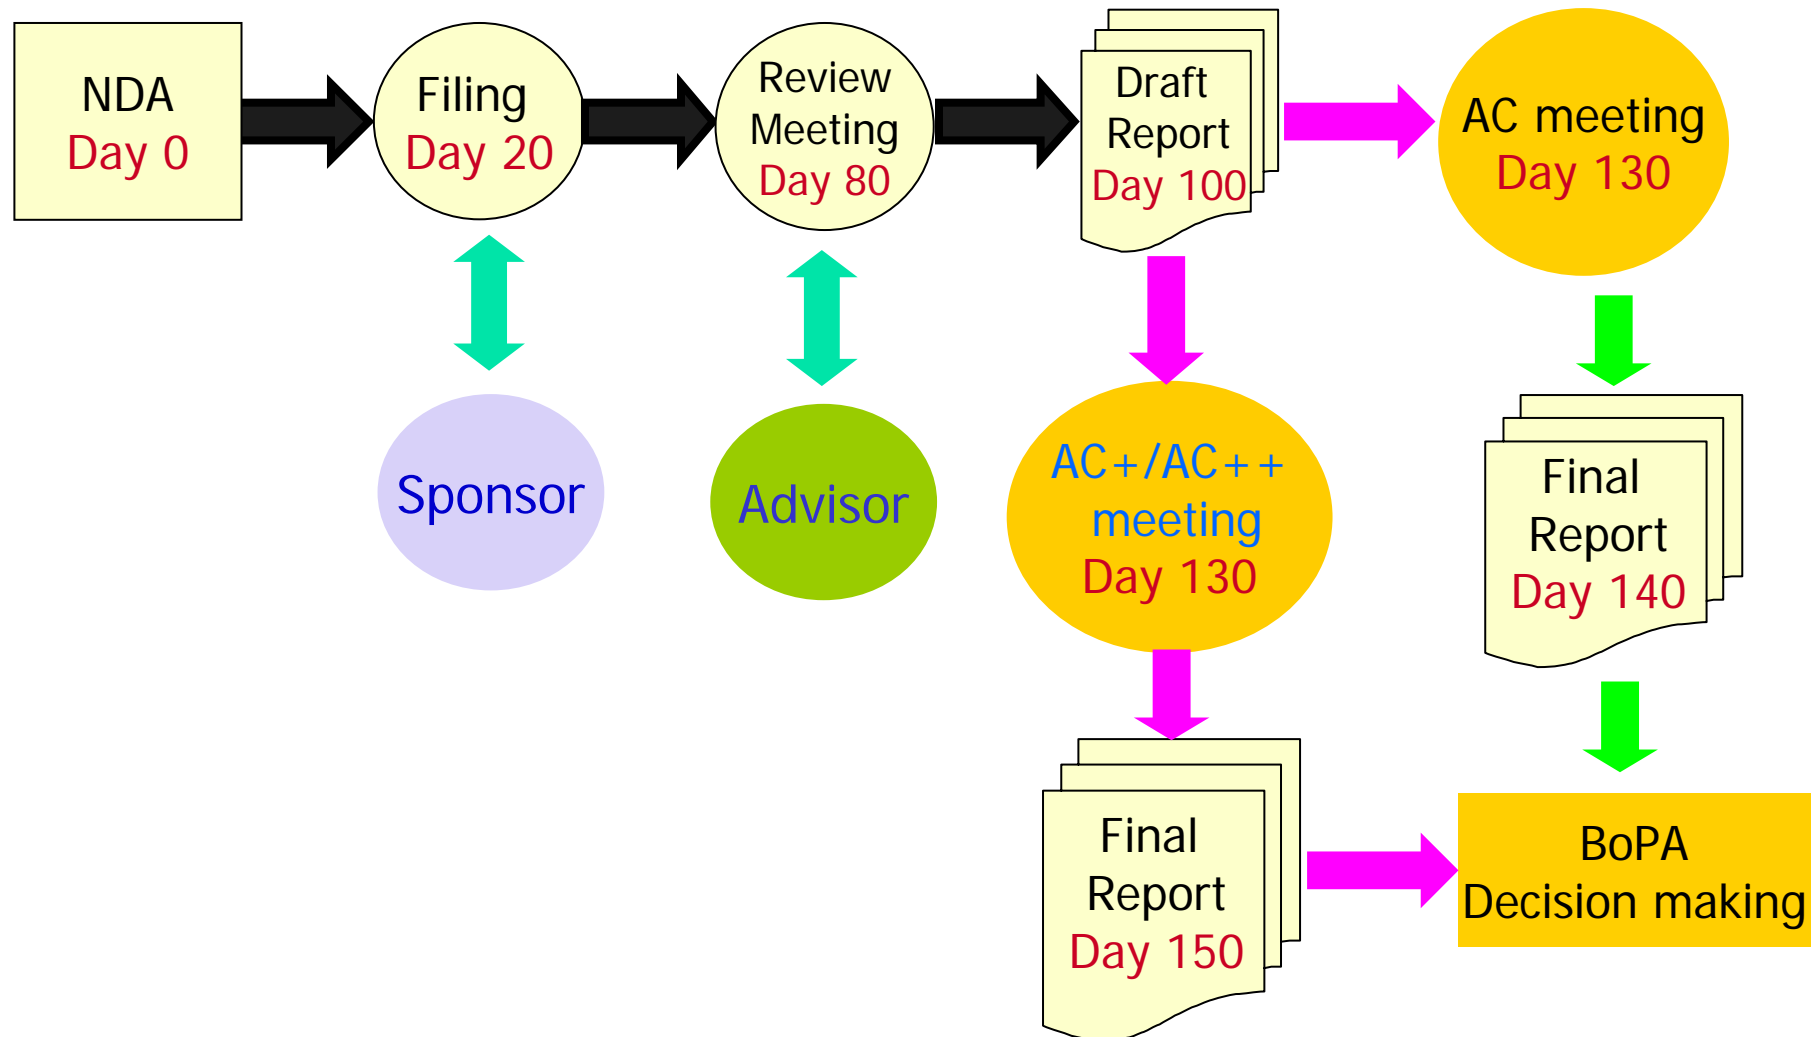 NDA
Day 0
Filing
Day 20
Review
Meeting
Day 80
Draft
Report
Day 100
AC meeting
Day 130
Sponsor
Advisor
AC+/AC++
meeting
Day 130
Final
Report
Day 140
Final
Report
Day 150
BoPA
Decision making